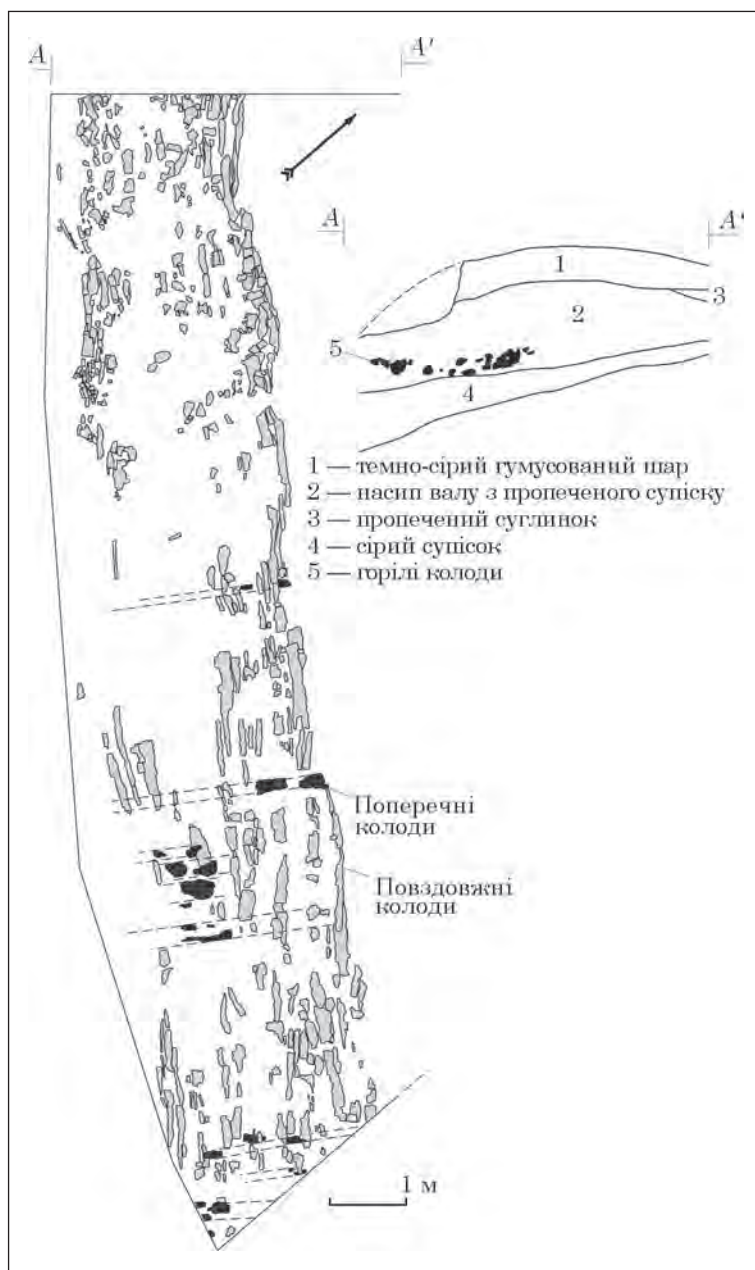 A
A'
A
A'
1
3
2
5
4
1 — темно-сірий гумусований шар
2 — насип валу з пропеченого супіску
3 — пропечений суглинок
4 — сірий супісок
5 — горілі колоди
Поперечні
колоди
Повздовжні
колоди
1 м